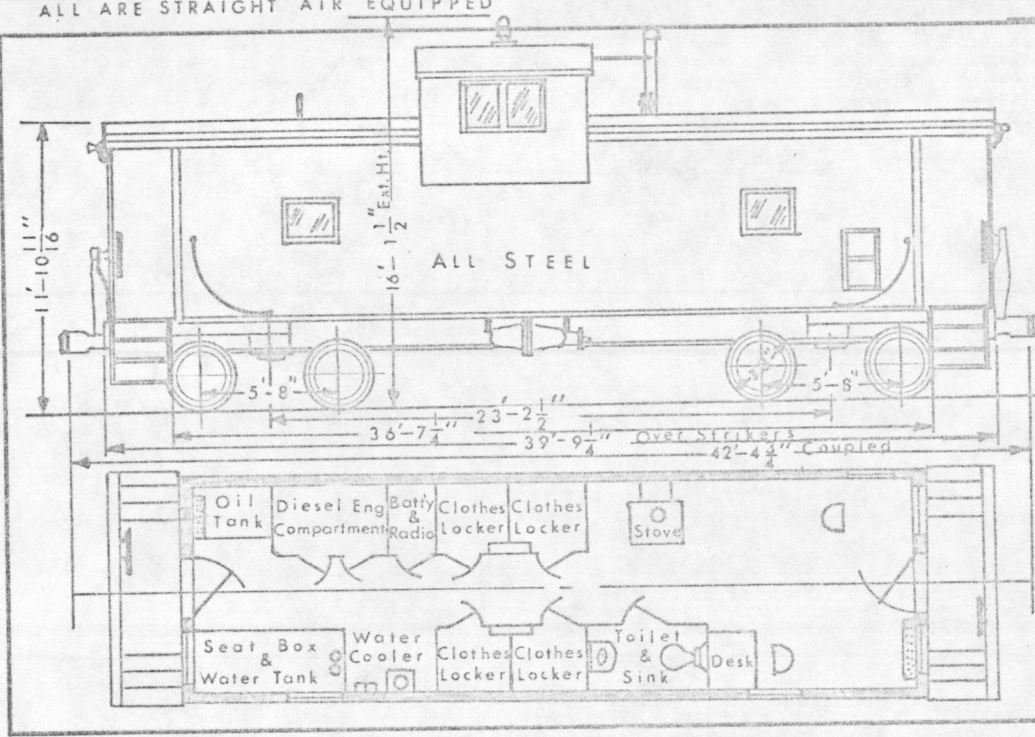 ALL ARE STRAIGHT AIR EQUIPPED
11'-10 11/16"
16'-1 1/2" Ext. Ht.
ALL STEEL
5'-8"
5'-8"
23'-2 1/2"
36'-7 1/4"
39'-9 1/4" Over Strikers
42'-4 3/4" Coupled
Oil
Tank
Diesel Eng
Compartment
Batt'y
&
Radio
Clothes
Locker
Clothes
Locker
Stove
Seat Box
&
Water Tank
Water
Cooler
Clothes
Locker
Clothes
Locker
Toilet
&
Sink
Desk